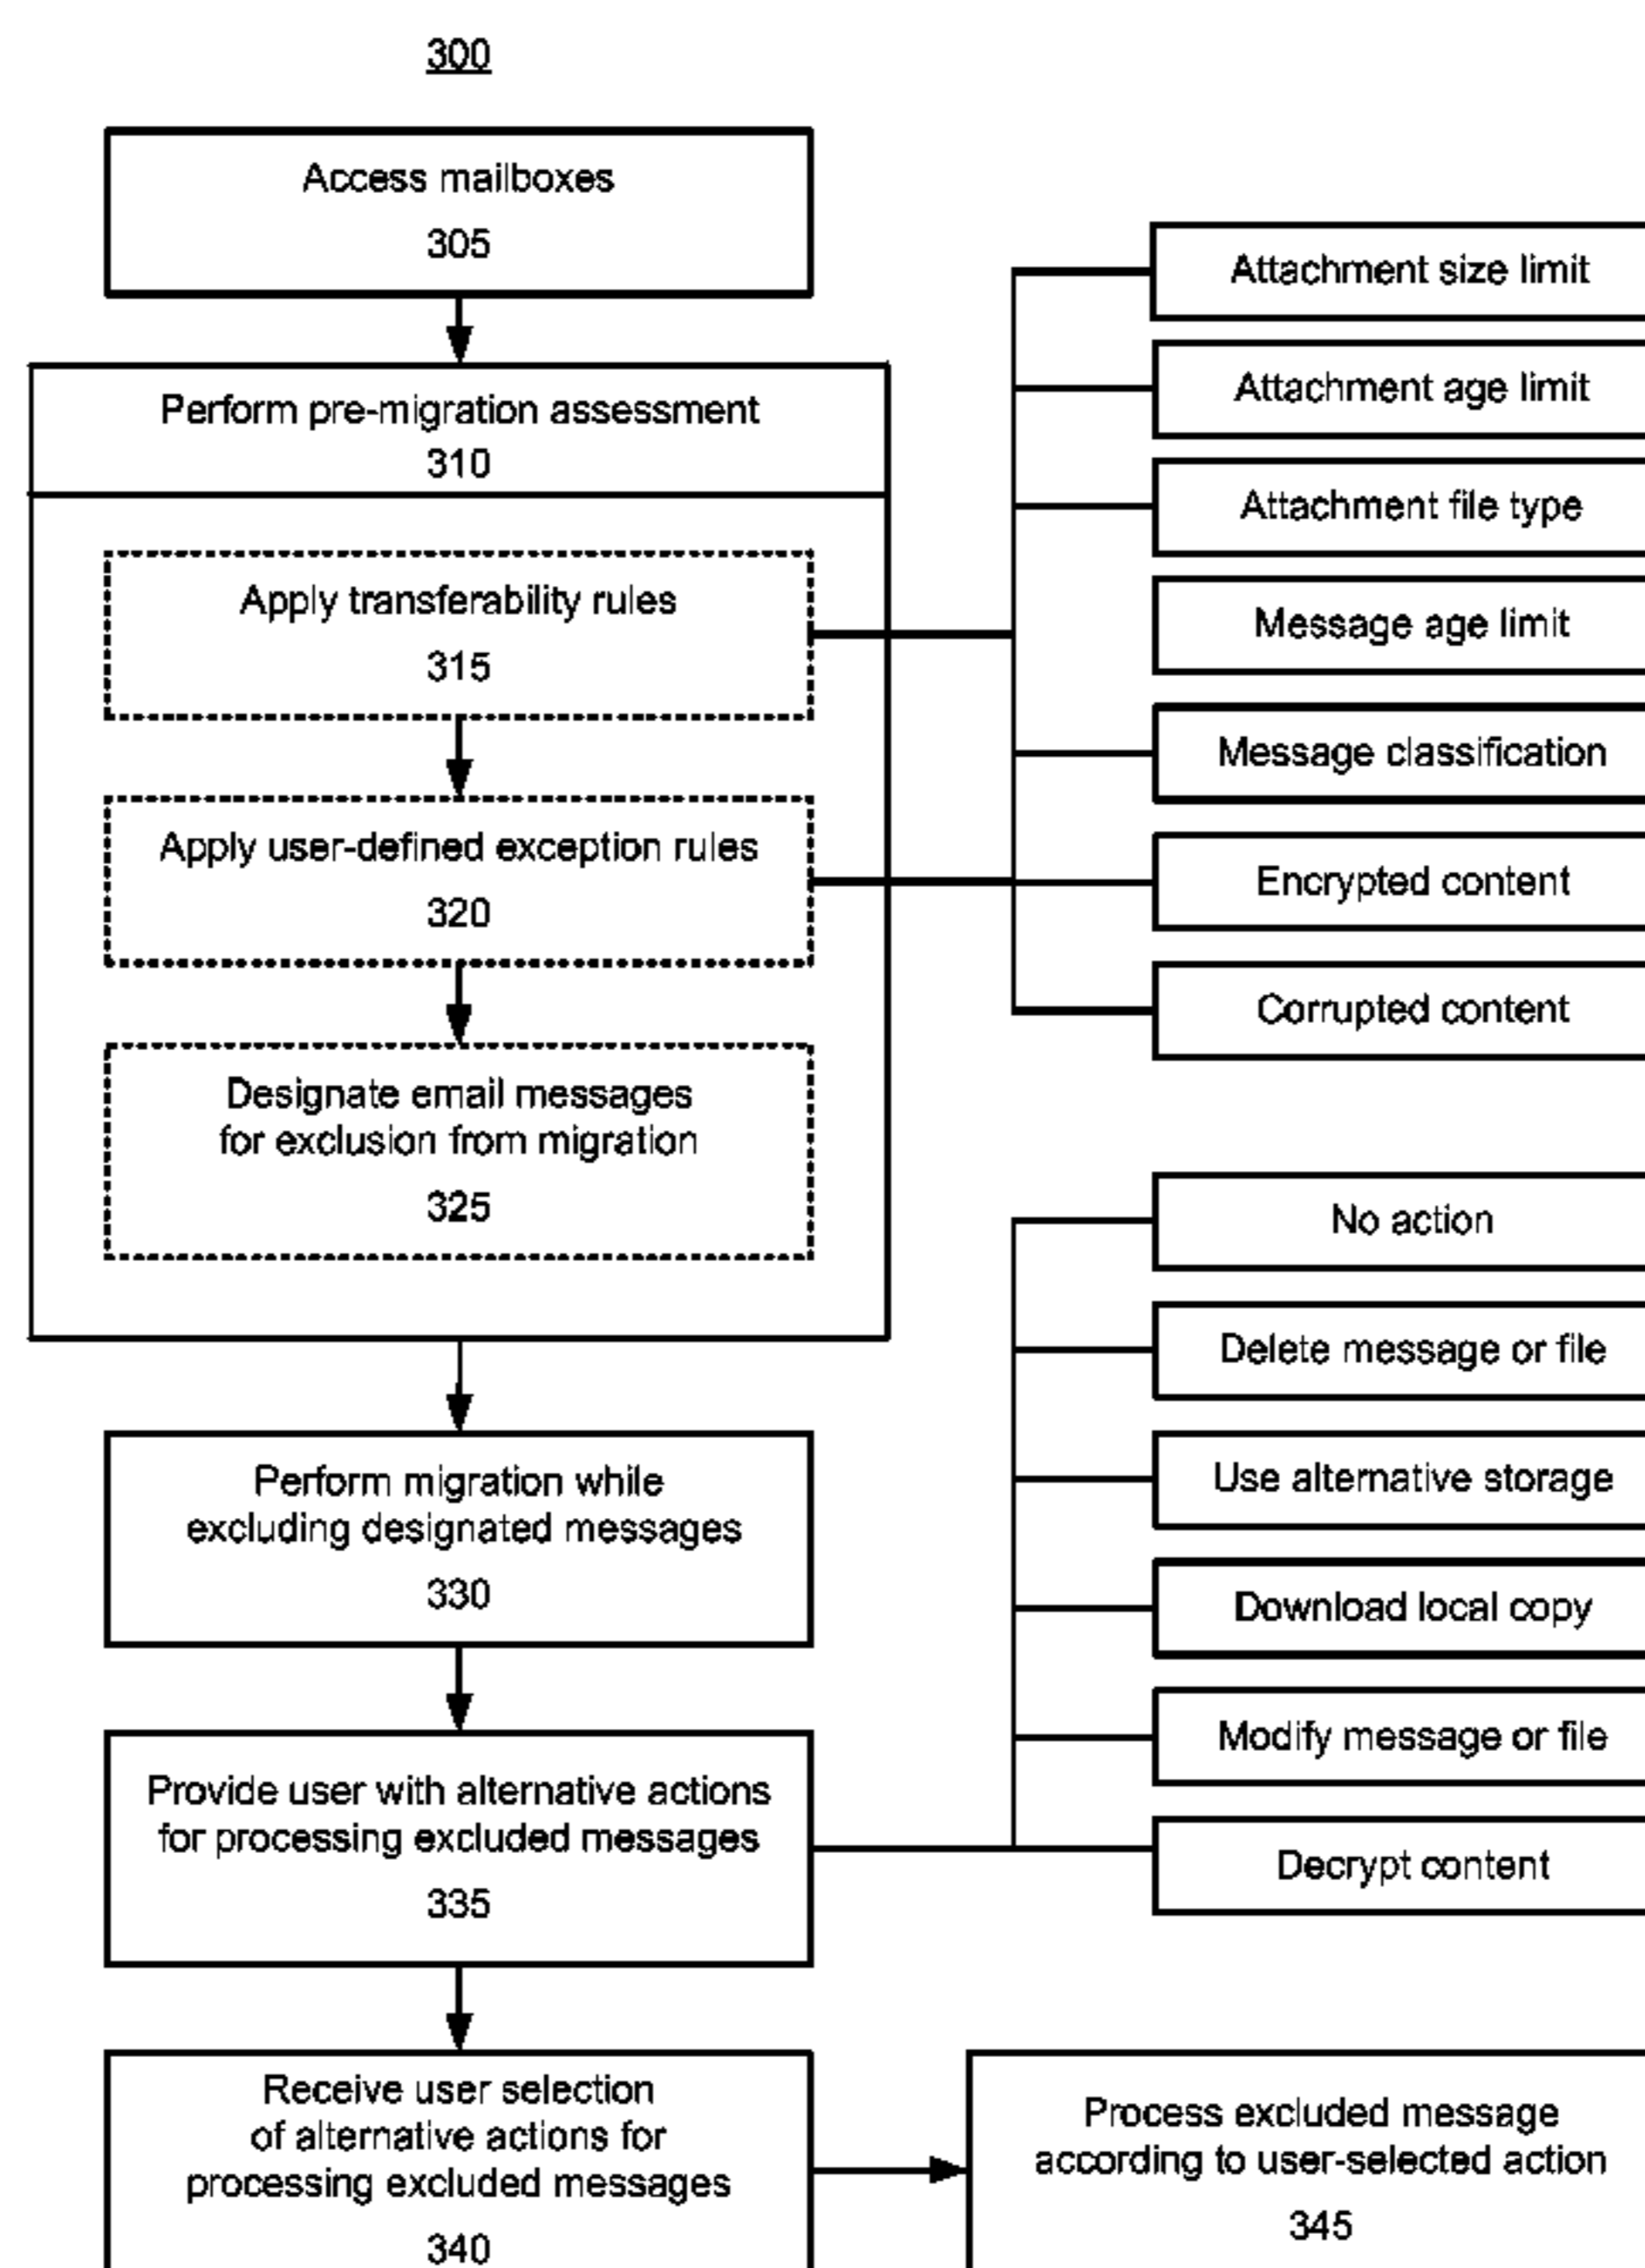 300
Access mailboxes
305
Perform pre-migration assessment
310
Apply transferability rules
315
Apply user-defined exception rules
320
Designate email messages
for exclusion from migration
325
Attachment size limit
Attachment age limit
Attachment file type
Message age limit
Message classification
Encrypted content
Corrupted content
Perform migration while
excluding designated messages
330
Provide user with alternative actions
for processing excluded messages
335
No action
Delete message or file
Use alternative storage
Download local copy
Modify message or file
Decrypt content
Receive user selection
of alternative actions for
processing excluded messages
340
Process excluded message
according to user-selected action
345